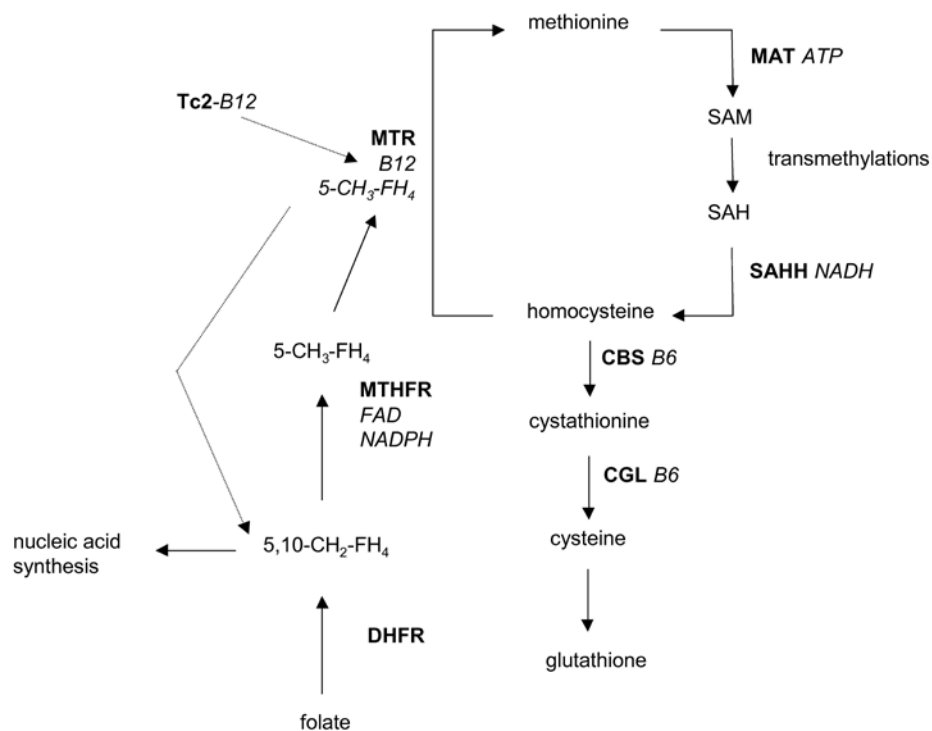 methionine
MAT ATP
Tc2-B12
SAM
MTR
B12
5-CH₃-FH₄
transmethylations
SAH
SAHH NADH
homocysteine
5-CH₃-FH₄
CBS B6
MTHFR
FAD
NADPH
cystathionine
CGL B6
nucleic acid
synthesis
5,10-CH₂-FH₄
cysteine
DHFR
glutathione
folate